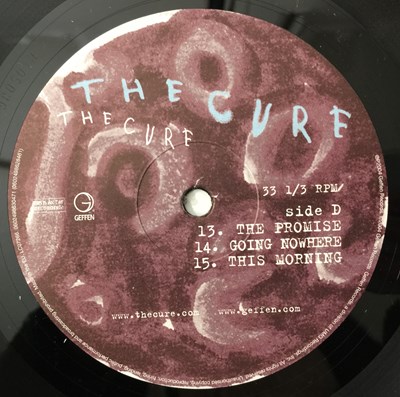 THE CURE
THE CURE
33 1/3 RPM
side D
GEFFEN
13. THE PROMISE
14. GOING NOWHERE
15. THIS MORNING
www.thecure.com www.geffen.com